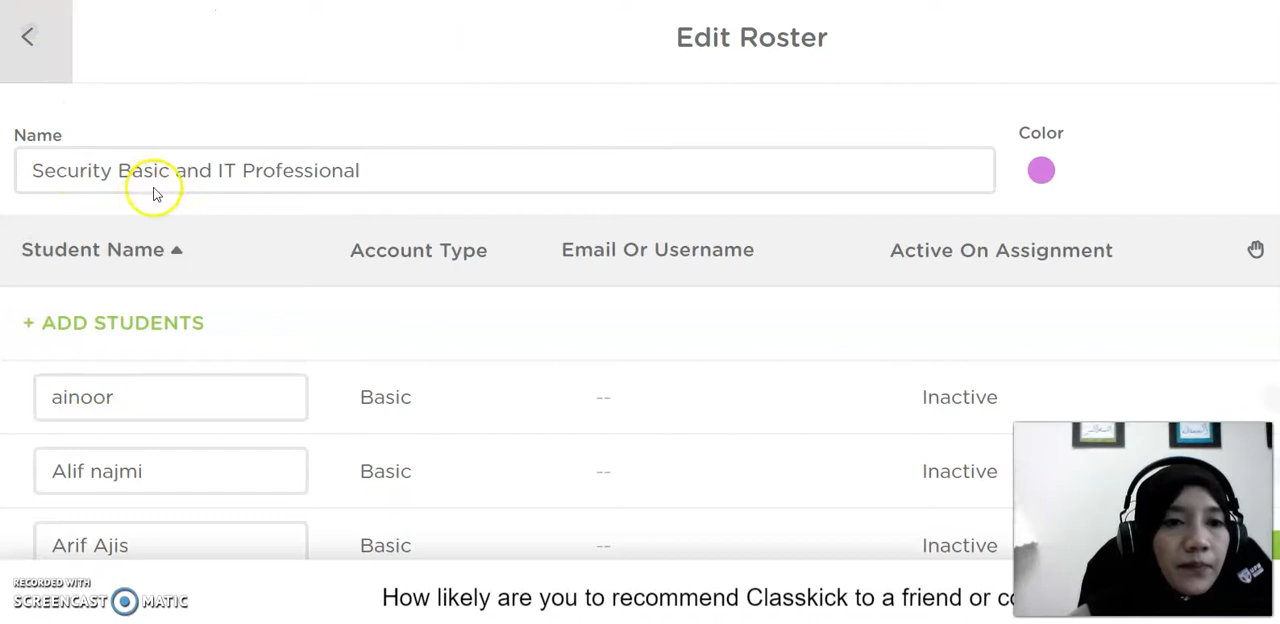 Edit Roster
Name
Color
Security Basic and IT Professional
Student Name
Account Type
Email Or Username
Active On Assignment
+ ADD STUDENTS
ainoor
Basic
--
Inactive
Alif najmi
Basic
--
Inactive
Arif Ajis
Basic
--
Inactive
RECORDED WITH
SCREENCAST MATIC
How likely are you to recommend Classkick to a friend or co